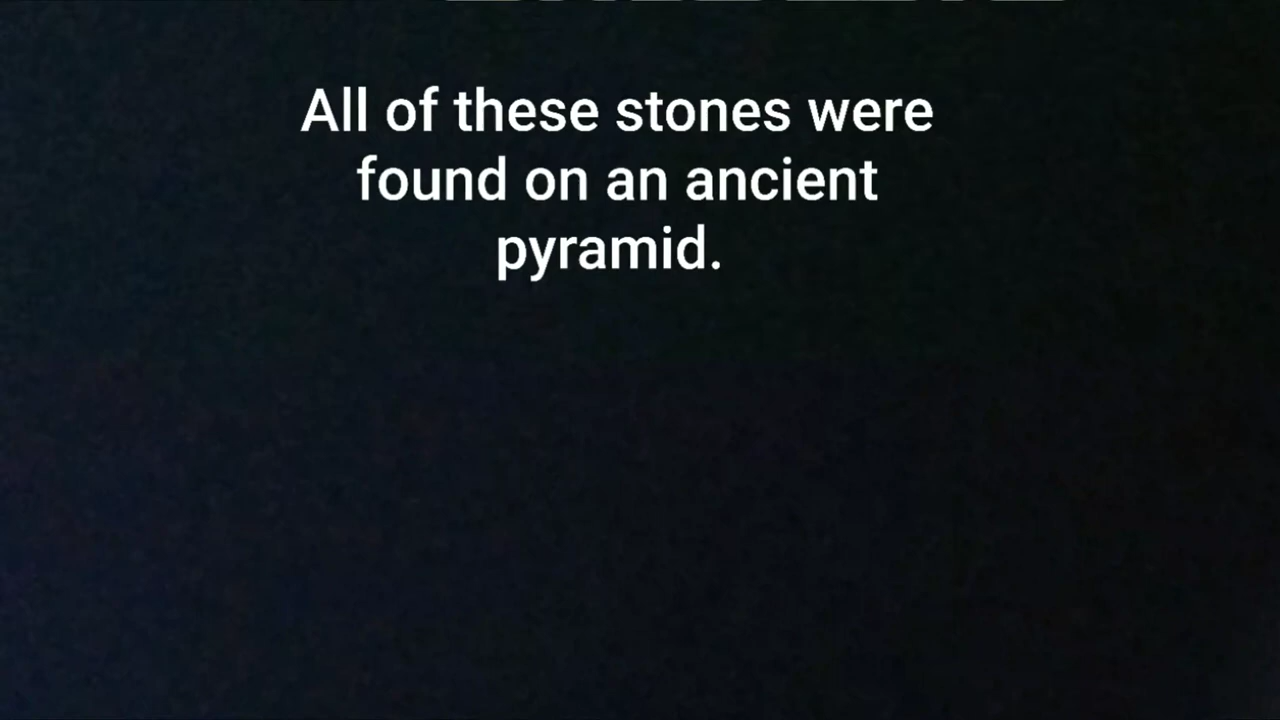 All of these stones were
found on an ancient
pyramid.